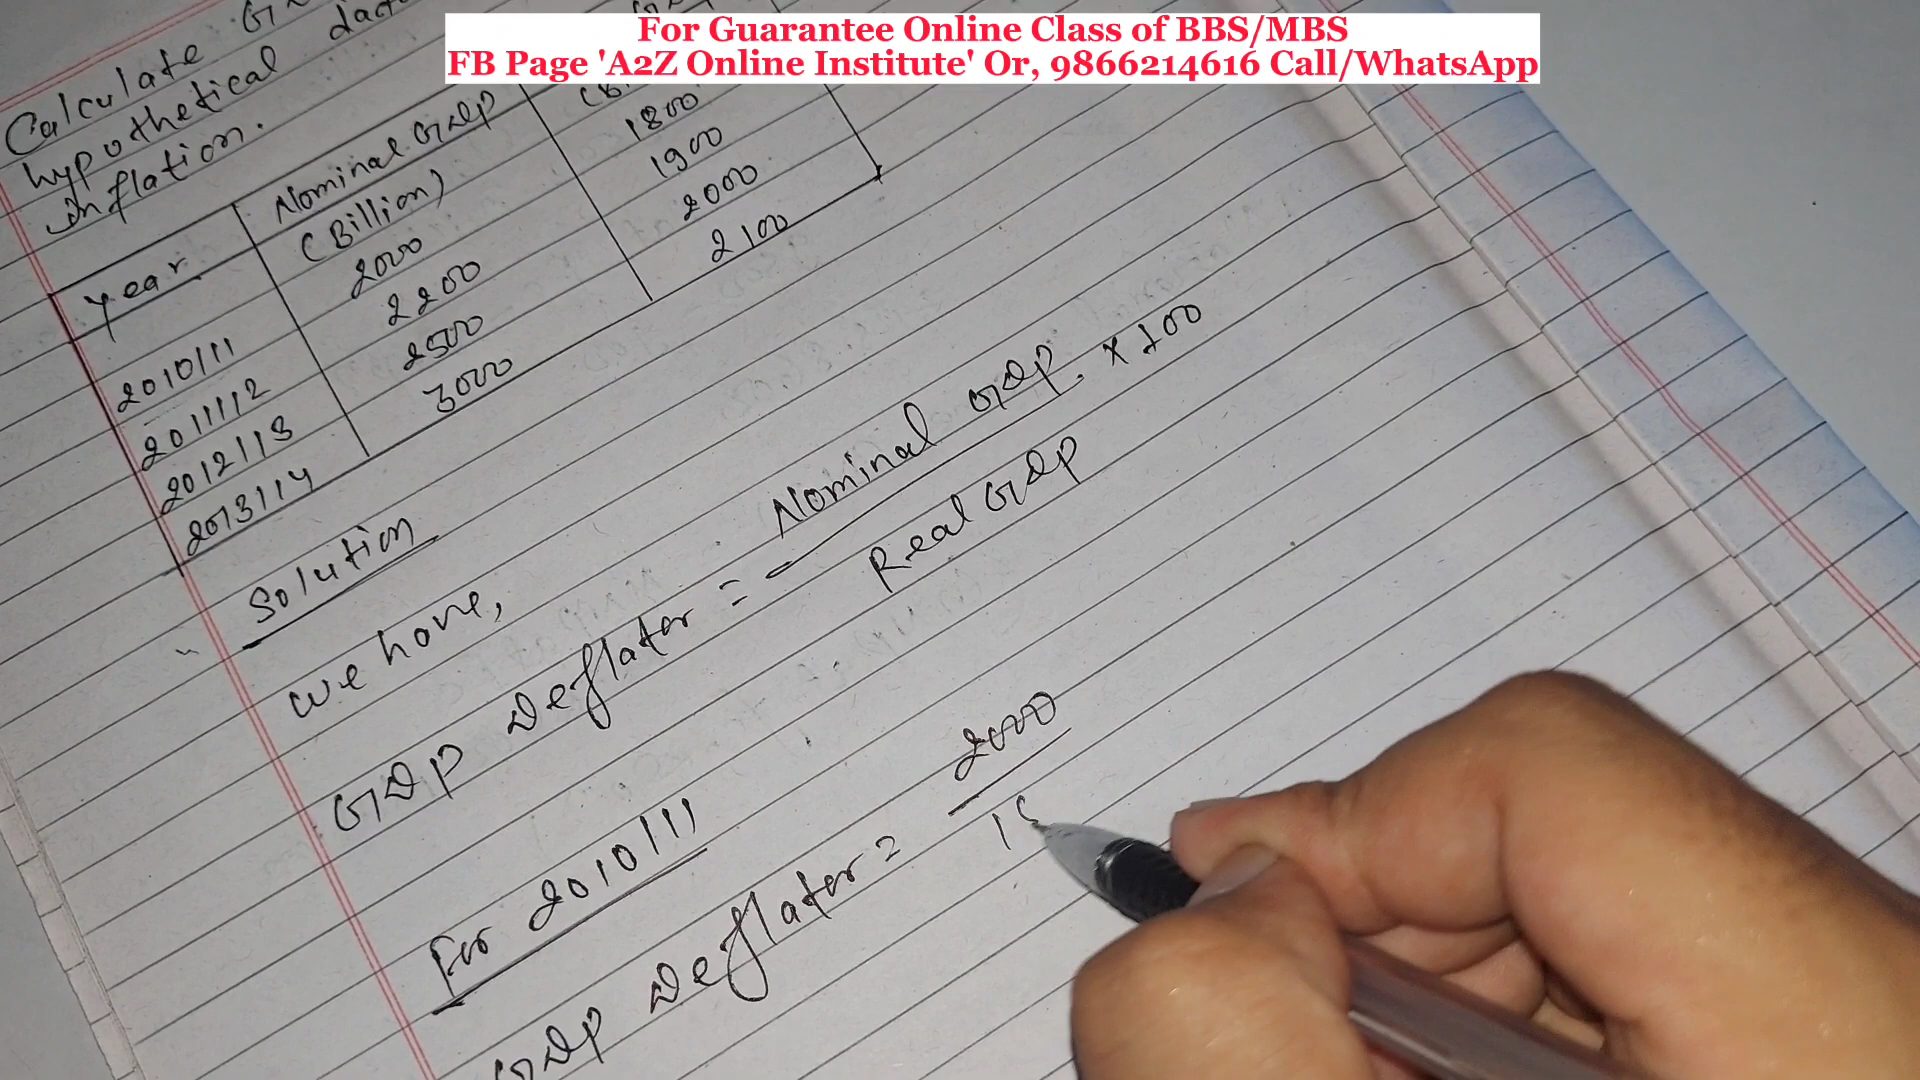 For Guarantee Online Class of BBS/MBS
FB Page 'A2Z Online Institute' Or, 9866214616 Call/WhatsApp
Calculate
hypothetical
inflation.
Year Nominal GDP
(Billion)
2010/11 2000 1800
2011/12 2200 1900
2012/13 2500 2000
2013/14 3000 2100
Solution
We have,
GDP Deflator = Nominal GDP × 100
Real GDP
For 2010/11
GDP Deflator = 2000